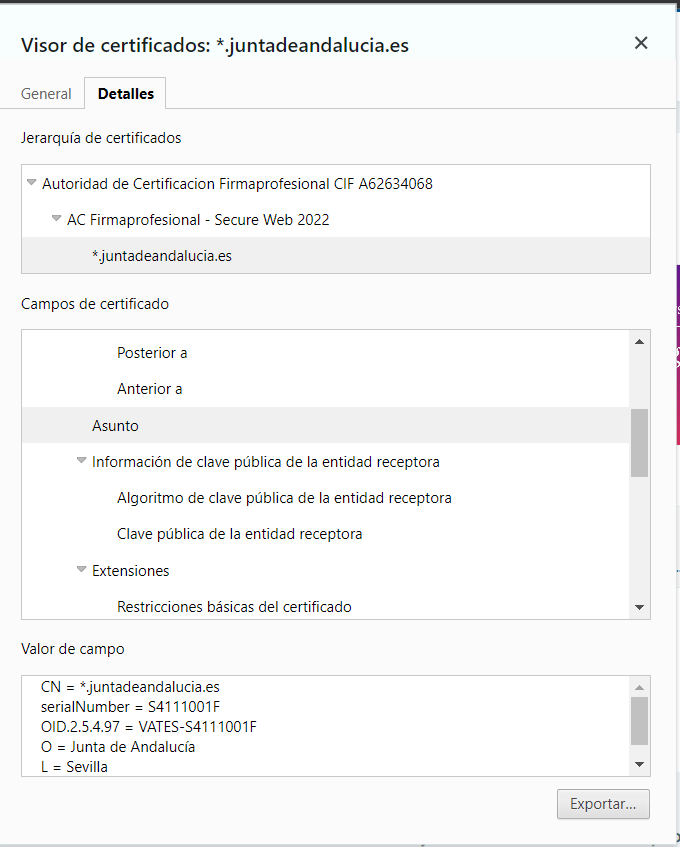 Visor de certificados: *.juntadeandalucia.es
General
Detalles
Jerarquía de certificados
Autoridad de Certificacion Firmaprofesional CIF A62634068
AC Firmaprofesional - Secure Web 2022
*.juntadeandalucia.es
Campos de certificado
Posterior a
Anterior a
Asunto
Información de clave pública de la entidad receptora
Algoritmo de clave pública de la entidad receptora
Clave pública de la entidad receptora
Extensiones
Restricciones básicas del certificado
Valor de campo
CN = *.juntadeandalucia.es
serialNumber = S4111001F
OID.2.5.4.97 = VATES-S4111001F
O = Junta de Andalucía
L = Sevilla
Exportar...